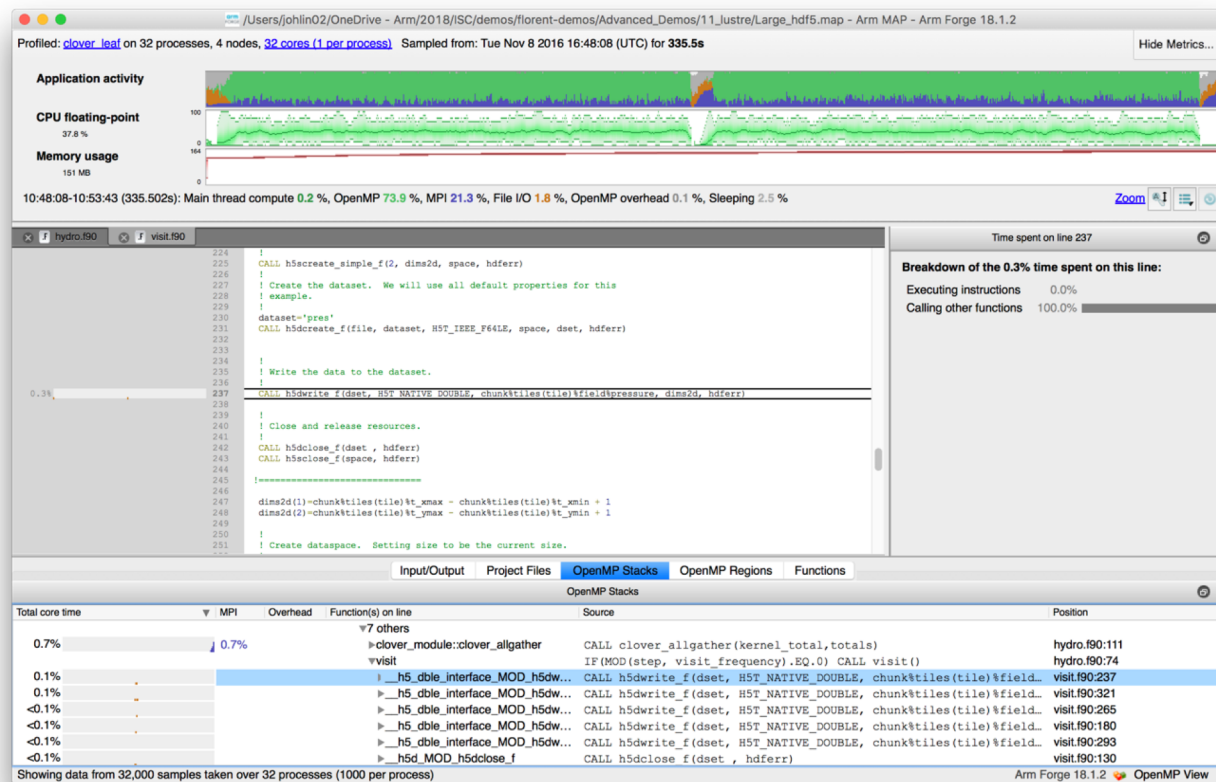 /Users/johlin02/OneDrive - Arm/2018/ISC/demos/florent-demos/Advanced_Demos/11_lustre/Large_hdf5.map - Arm MAP - Arm Forge 18.1.2
Profiled: clover_leaf on 32 processes, 4 nodes, 32 cores (1 per process) Sampled from: Tue Nov 8 2016 16:48:08 (UTC) for 335.5s
Hide Metrics...
Application activity
CPU floating-point
37.8 %
100
0
Memory usage
151 MB
164
0
10:48:08-10:53:43 (335.502s): Main thread compute 0.2 %, OpenMP 73.9 %, MPI 21.3 %, File I/O 1.8 %, OpenMP overhead 0.1 %, Sleeping 2.5 %
Zoom
hydro.f90 visit.f90
Time spent on line 237
Breakdown of the 0.3% time spent on this line:
Executing instructions 0.0%
Calling other functions 100.0%
224 !
225 CALL h5screate_simple_f(2, dims2d, space, hdferr)
226 !
227 ! Create the dataset. We will use all default properties for this
228 ! example.
229 !
230 dataset='pres'
231 CALL h5dcreate_f(file, dataset, H5T_IEEE_F64LE, space, dset, hdferr)
232
233
234 !
235 ! Write the data to the dataset.
236 !
0.3% 237 CALL h5dwrite_f(dset, H5T_NATIVE_DOUBLE, chunk%tiles(tile)%field%pressure, dims2d, hdferr)
238
239 !
240 ! Close and release resources.
241 !
242 CALL h5dclose_f(dset , hdferr)
243 CALL h5sclose_f(space, hdferr)
244
245 !=============================
246
247 dims2d(1)=chunk%tiles(tile)%t_xmax - chunk%tiles(tile)%t_xmin + 1
248 dims2d(2)=chunk%tiles(tile)%t_ymax - chunk%tiles(tile)%t_ymin + 1
249
250 !
251 ! Create dataspace. Setting size to be the current size.
Input/Output Project Files OpenMP Stacks OpenMP Regions Functions
OpenMP Stacks
Total core time MPI Overhead Function(s) on line Source Position
7 others
0.7% 0.7% clover_module::clover_allgather CALL clover_allgather(kernel_total,totals) hydro.f90:111
visit IF(MOD(step, visit_frequency).EQ.0) CALL visit() hydro.f90:74
0.1% __h5_dble_interface_MOD_h5dw... CALL h5dwrite_f(dset, H5T_NATIVE_DOUBLE, chunk%tiles(tile)%field... visit.f90:237
0.1% __h5_dble_interface_MOD_h5dw... CALL h5dwrite_f(dset, H5T_NATIVE_DOUBLE, chunk%tiles(tile)%field... visit.f90:321
<0.1% __h5_dble_interface_MOD_h5dw... CALL h5dwrite_f(dset, H5T_NATIVE_DOUBLE, chunk%tiles(tile)%field... visit.f90:265
<0.1% __h5_dble_interface_MOD_h5dw... CALL h5dwrite_f(dset, H5T_NATIVE_DOUBLE, chunk%tiles(tile)%field... visit.f90:180
<0.1% __h5_dble_interface_MOD_h5dw... CALL h5dwrite_f(dset, H5T_NATIVE_DOUBLE, chunk%tiles(tile)%field... visit.f90:293
<0.1% __h5d_MOD_h5dclose_f CALL h5dclose_f(dset , hdferr) visit.f90:130
Showing data from 32,000 samples taken over 32 processes (1000 per process) Arm Forge 18.1.2 OpenMP View